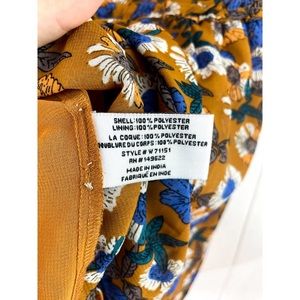 SHELL: 100% POLYESTER
LINING: 100% POLYESTER
LA COQUE: 100% POLYESTER
DOUBLURE DU CORPS: 100% POLYESTER
STYLE # W71151
RN # 149622
MADE IN INDIA
FABRIQUÉ EN INDE